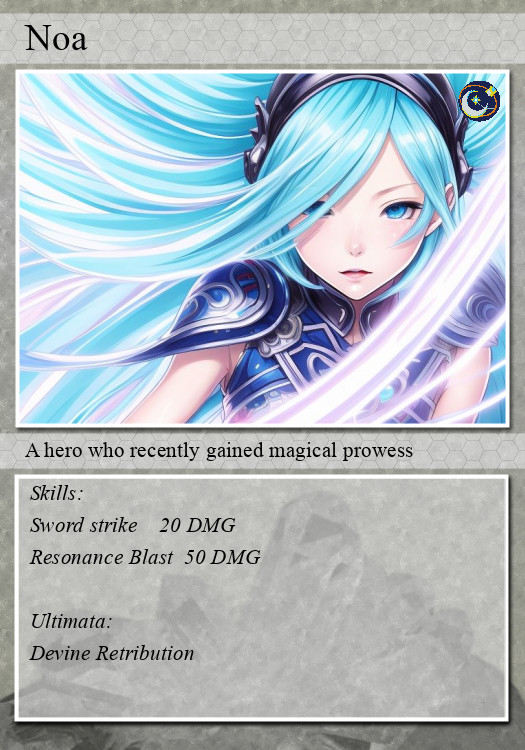 Noa
A hero who recently gained magical prowess
Skills:
Sword strike 20 DMG
Resonance Blast 50 DMG
Ultimata:
Devine Retribution